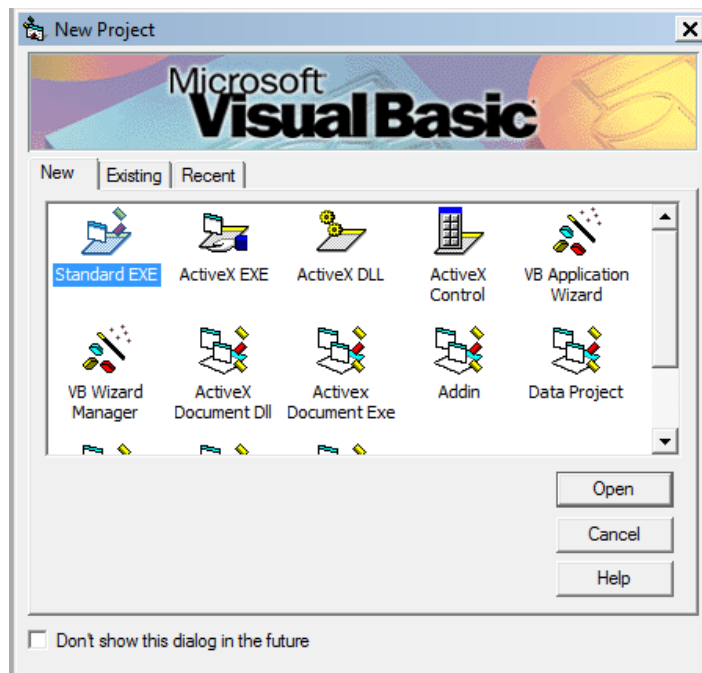 New Project
Microsoft
Visual Basic
New Existing Recent
Standard EXE ActiveX EXE ActiveX DLL ActiveX Control VB Application Wizard
VB Wizard Manager ActiveX Document Dll Activex Document Exe Addin Data Project
Open
Cancel
Help
Don't show this dialog in the future